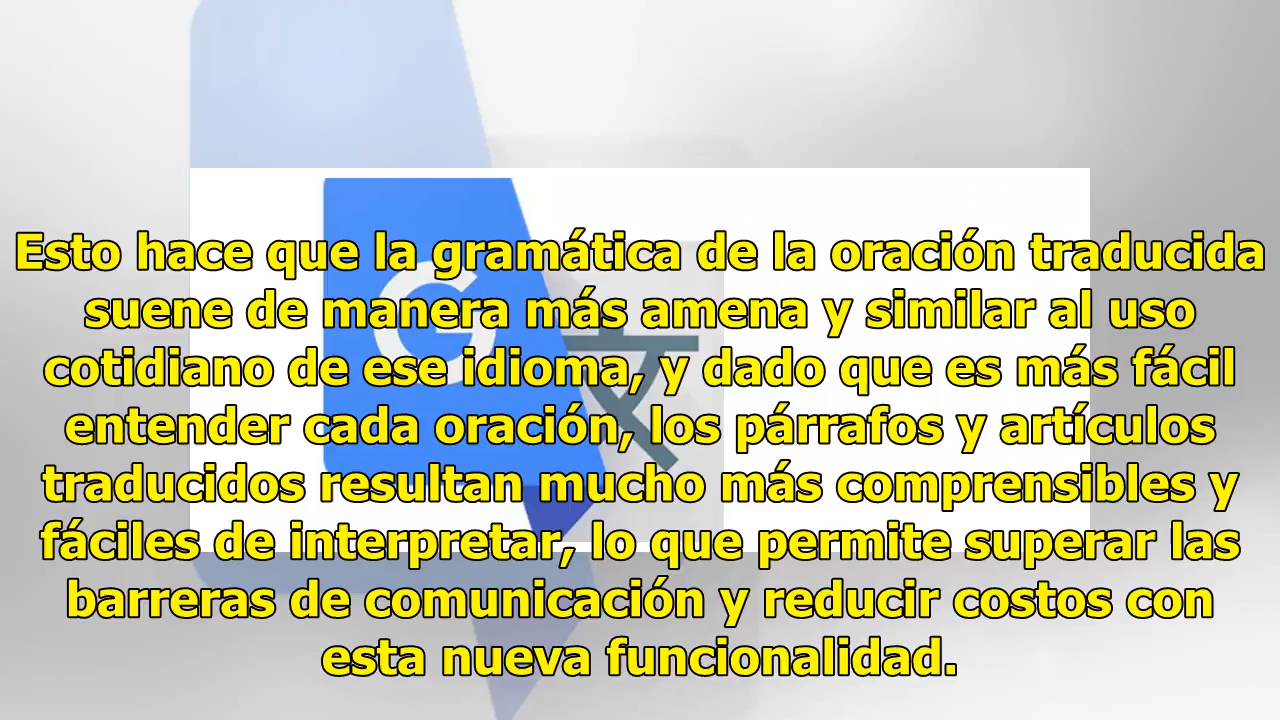 Esto hace que la gramática de la oración traducida
suene de manera más amena y similar al uso
cotidiano de ese idioma, y dado que es más fácil
entender cada oración, los párrafos y artículos
traducidos resultan mucho más comprensibles y
fáciles de interpretar, lo que permite superar las
barreras de comunicación y reducir costos con
esta nueva funcionalidad.
G
文